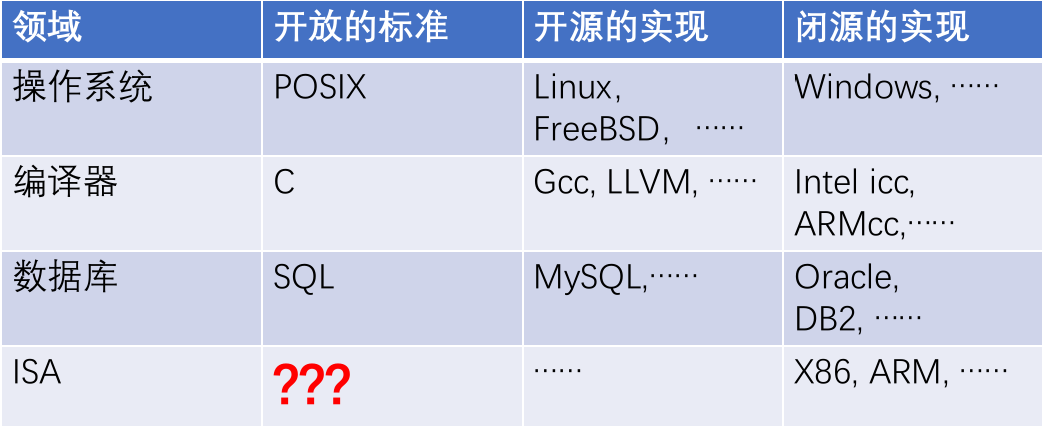 领域 开放的标准 开源的实现 闭源的实现
操作系统 POSIX Linux, Windows, ……
FreeBSD, ……
编译器 C Gcc, LLVM, …… Intel icc,
ARMcc,……
数据库 SQL MySQL,…… Oracle,
DB2, ……
ISA ??? …… X86, ARM, ……